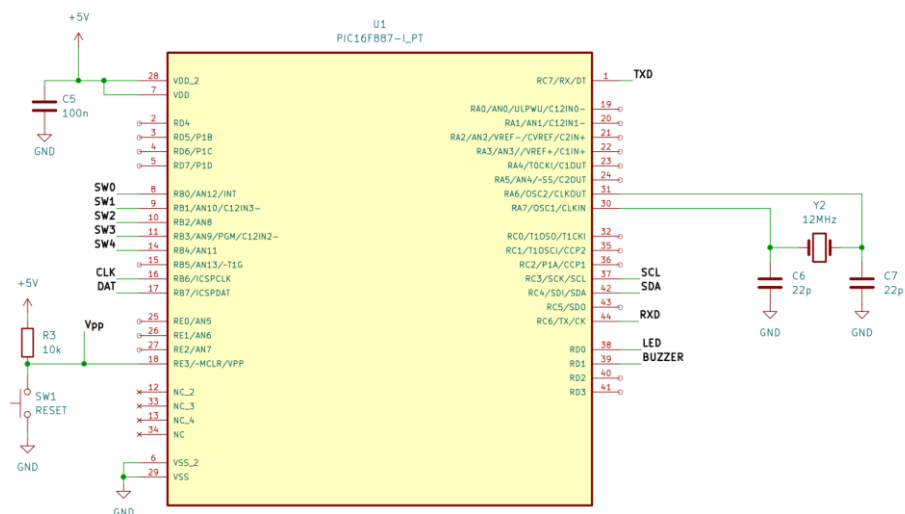 U1
PIC16F887-I_PT
+5V
C5
100n
GND
28 VDD_2
7 VDD
2 RD4
3 RD5/P1B
4 RD6/P1C
5 RD7/P1D
SW0 8 RB0/AN12/INT
SW1 9 RB1/AN10/C12IN3-
SW2 10 RB2/AN8
SW3 11 RB3/AN9/PGM/C12IN2-
SW4 14 RB4/AN11
15 RB5/AN13/-T1G
CLK 16 RB6/ICSPCLK
DAT 17 RB7/ICSPDAT
25 RE0/AN5
26 RE1/AN6
27 RE2/AN7
18 RE3/-MCLR/VPP
12 NC_2
33 NC_3
13 NC_4
34 NC
6 VSS_2
29 VSS
GND
+5V
R3
10k
Vpp
SW1
RESET
GND
RC7/RX/DT 1 TXD
RA0/AN0/ULPWU/C12IN0- 19
RA1/AN1/C12IN1- 20
RA2/AN2/VREF-/CVREF/C2IN+ 21
RA3/AN3//VREF+/C1IN+ 22
RA4/T0CKI/C1OUT 23
RA5/AN4/-SS/C2OUT 24
RA6/OSC2/CLKOUT 31
RA7/OSC1/CLKIN 30
RC0/T1OSO/T1CKI 32
RC1/T1OSCI/CCP2 35
RC2/P1A/CCP1 36
RC3/SCK/SCL 37 SCL
RC4/SDI/SDA 42 SDA
RC5/SDO 43
RC6/TX/CK 44 RXD
RD0 38 LED
RD1 39 BUZZER
RD2 40
RD3 41
Y2
12MHz
C6
22p
GND
C7
22p
GND